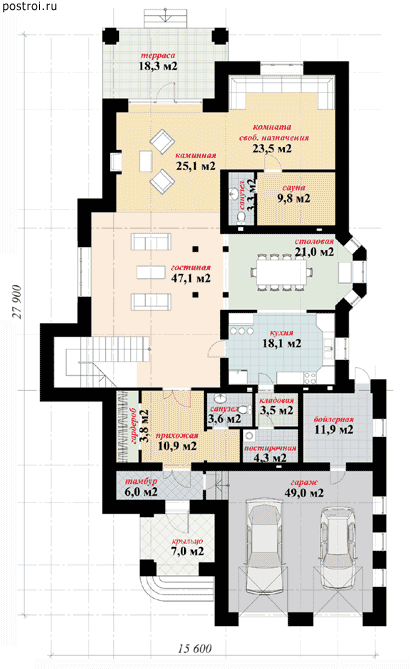 postroi.ru
терраса
18,3 м2
комната
своб. назначения
23,5 м2
каминная
25,1 м2
санузел
3,3 м2
сауна
9,8 м2
столовая
21,0 м2
гостиная
47,1 м2
27 900
кухня
18,1 м2
гардероб
3,8 м2
санузел
3,6 м2
кладовая
3,5 м2
бойлерная
11,9 м2
прихожая
10,9 м2
постирочная
4,3 м2
тамбур
6,0 м2
гараж
49,0 м2
крыльцо
7,0 м2
15 600